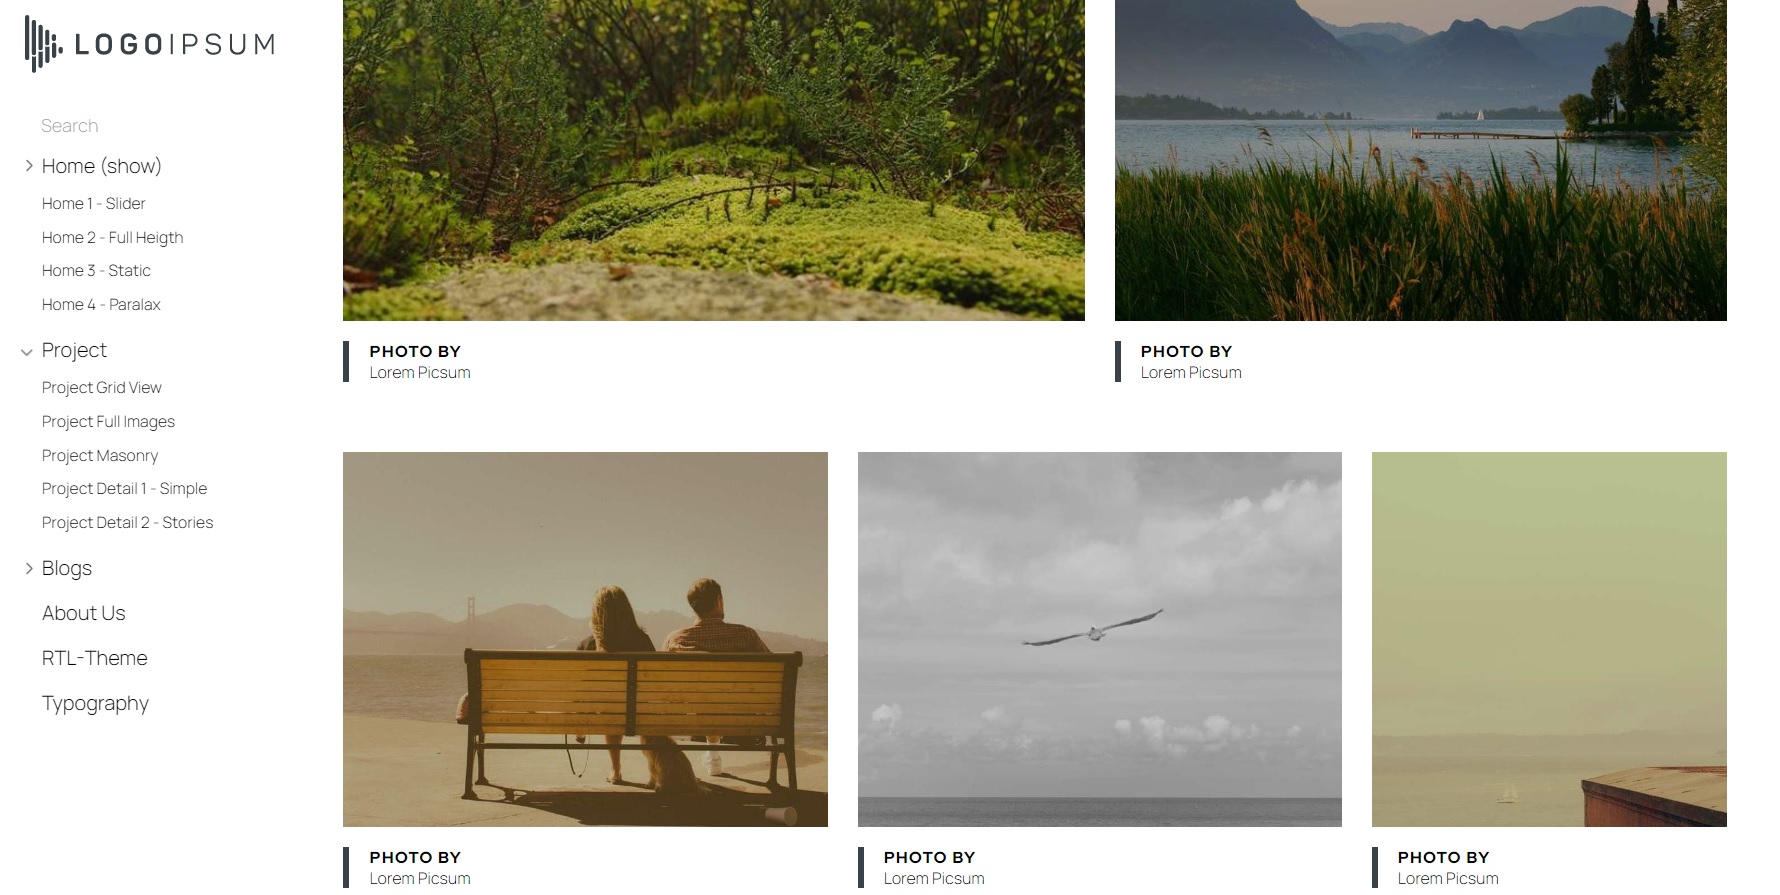 LOGOIPSUM
Search
Home (show)
Home 1 - Slider
Home 2 - Full Heigth
Home 3 - Static
Home 4 - Paralax
Project
Project Grid View
Project Full Images
Project Masonry
Project Detail 1 - Simple
Project Detail 2 - Stories
Blogs
About Us
RTL-Theme
Typography
PHOTO BY
Lorem Picsum
PHOTO BY
Lorem Picsum
PHOTO BY
Lorem Picsum
PHOTO BY
Lorem Picsum
PHOTO BY
Lorem Picsum